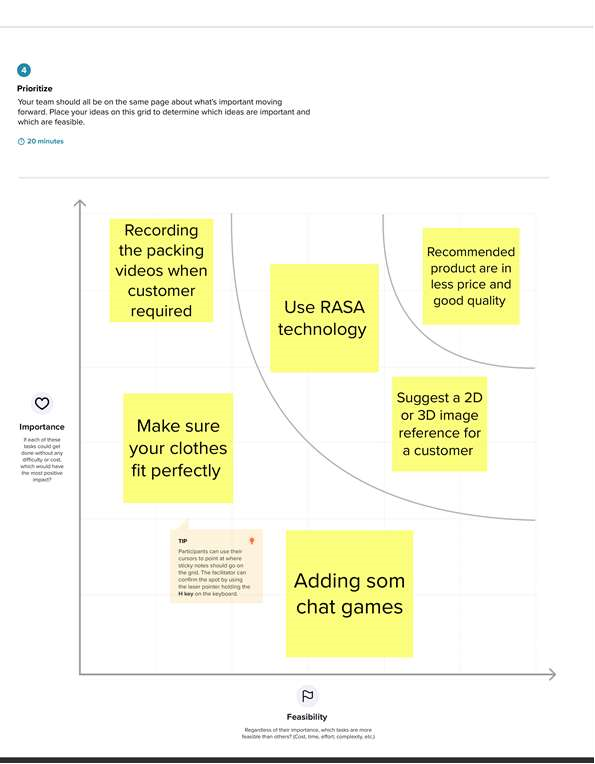 4
Prioritize
Your team should all be on the same page about what's important moving
forward. Place your ideas on this grid to determine which ideas are important and
which are feasible.
20 minutes
Recording
the packing
videos when
customer
required
Use RASA
technology
Recommended
product are in
less price and
good quality
Suggest a 2D
or 3D image
reference for
a customer
Make sure
your clothes
fit perfectly
Importance
If each of these
tasks could get
done without any
difficulty or cost,
which would have
the most positive
impact?
TIP
Participants can use their
cursors to point at where
sticky notes should go on
the grid. The facilitator can
confirm the spot by using
the laser pointer holding the
H key on the keyboard.
Adding som
chat games
Feasibility
Regardless of their importance, which tasks are more
feasible than others? (Cost, time, effort, complexity, etc.)